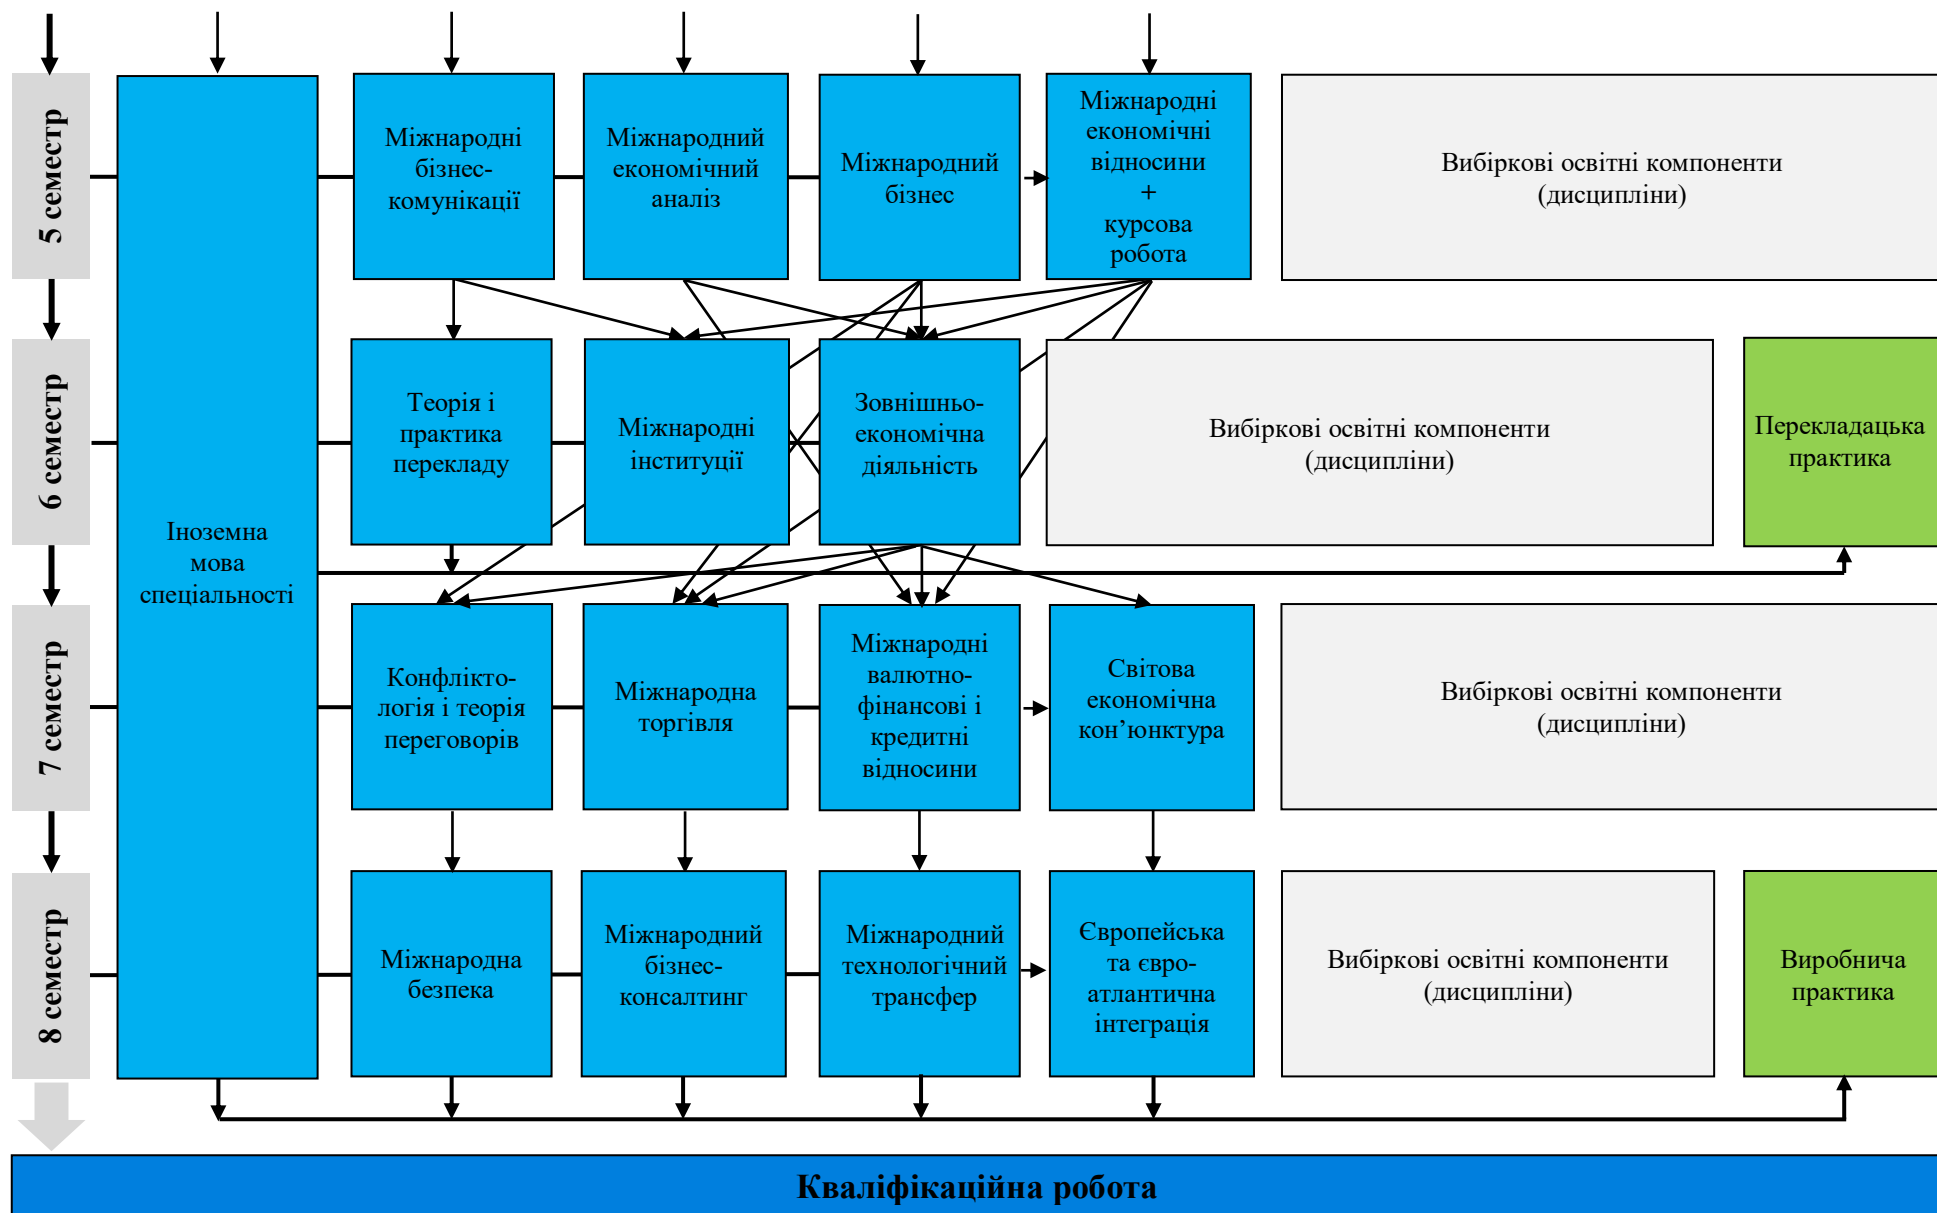 5 семестр
Міжнародні
бізнес-
комунікації
Міжнародний
економічний
аналіз
Міжнародний
бізнес
Міжнародні
економічні
відносини
+
курсова
робота
Вибіркові освітні компоненти
(дисципліни)
6 семестр
Іноземна
мова
спеціальності
Теорія і
практика
перекладу
Міжнародні
інституції
Зовнішньо-
економічна
діяльність
Вибіркові освітні компоненти
(дисципліни)
Перекладацька
практика
7 семестр
Конфлікто-
логія і теорія
переговорів
Міжнародна
торгівля
Міжнародні
валютно-
фінансові і
кредитні
відносини
Світова
економічна
кон’юнктура
Вибіркові освітні компоненти
(дисципліни)
8 семестр
Міжнародна
безпека
Міжнародний
бізнес-
консалтинг
Міжнародний
технологічний
трансфер
Європейська
та євро-
атлантична
інтеграція
Вибіркові освітні компоненти
(дисципліни)
Виробнича
практика
Кваліфікаційна робота